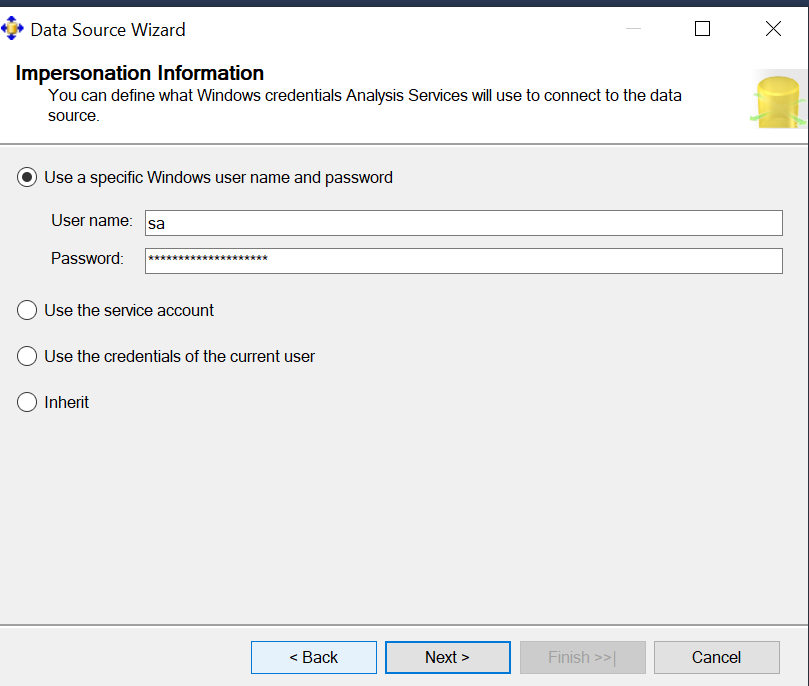 Data Source Wizard
Impersonation Information
You can define what Windows credentials Analysis Services will use to connect to the data
source.
Use a specific Windows user name and password
User name: sa
Password: ********************
Use the service account
Use the credentials of the current user
Inherit
< Back Next > Finish >>| Cancel